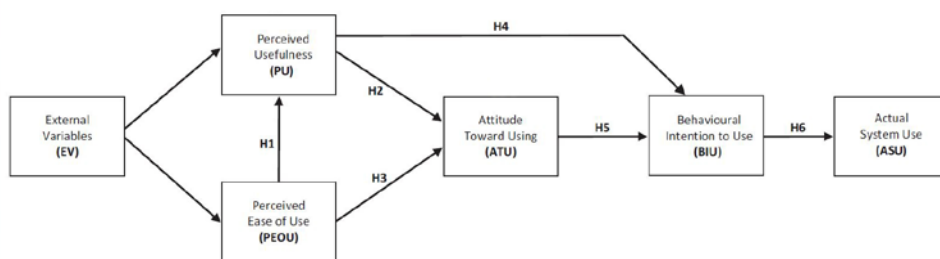 H4
Perceived
Usefulness
(PU)
H2
External
Variables
(EV)
H1
Attitude
Toward Using
(ATU)
H5
Behavioural
Intention to Use
(BIU)
H6
Actual
System Use
(ASU)
H3
Perceived
Ease of Use
(PEOU)